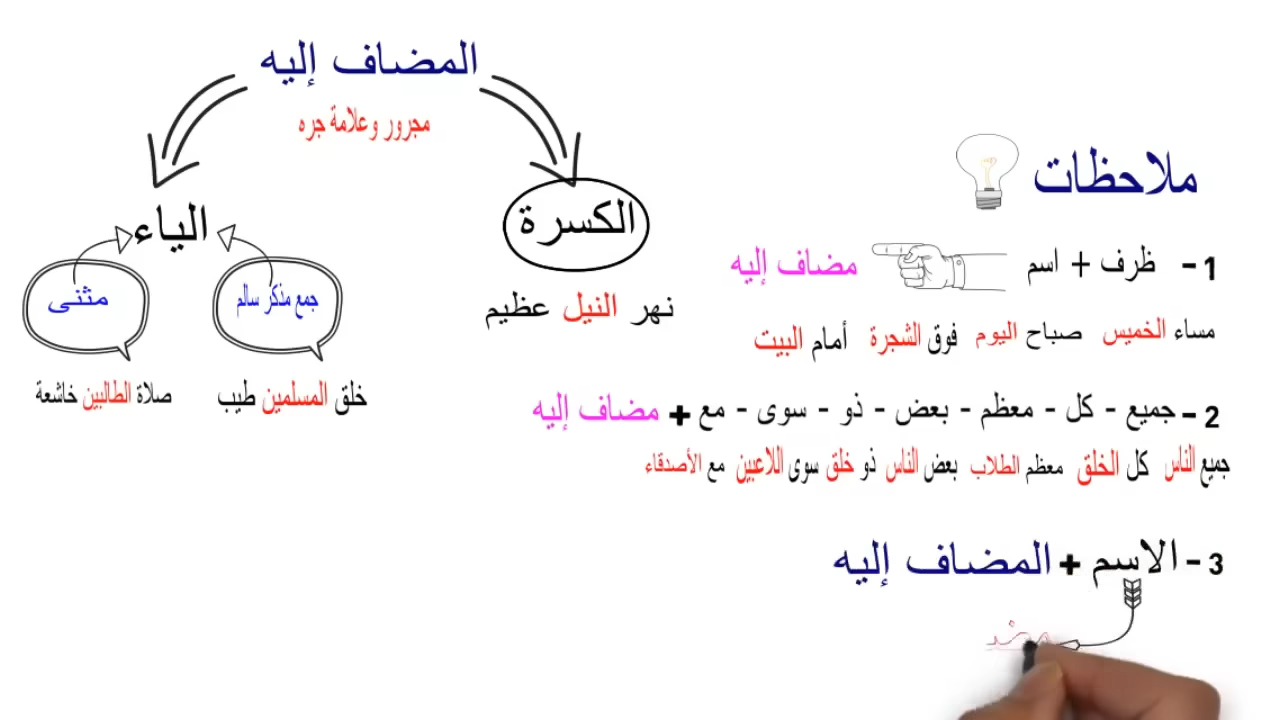 المضاف إليه
مجرور وعلامة جره
الكسرة
نهر النيل عظيم
الياء
جمع مذكر سالم
خلق المسلمين طيب
مثنى
صلاة الطالبين خاشعة
ملاحظات
1 - ظرف + اسم مضاف إليه
مساء الخميس صباح اليوم فوق الشجرة أمام البيت
2 - جميع - كل - معظم - بعض - ذو - سوى - مع + مضاف إليه
جميع الناس كل الخلق معظم الطلاب بعض الناس ذو خلق سوى اللاعبين مع الأصدقاء
3 - الاسم + المضاف إليه